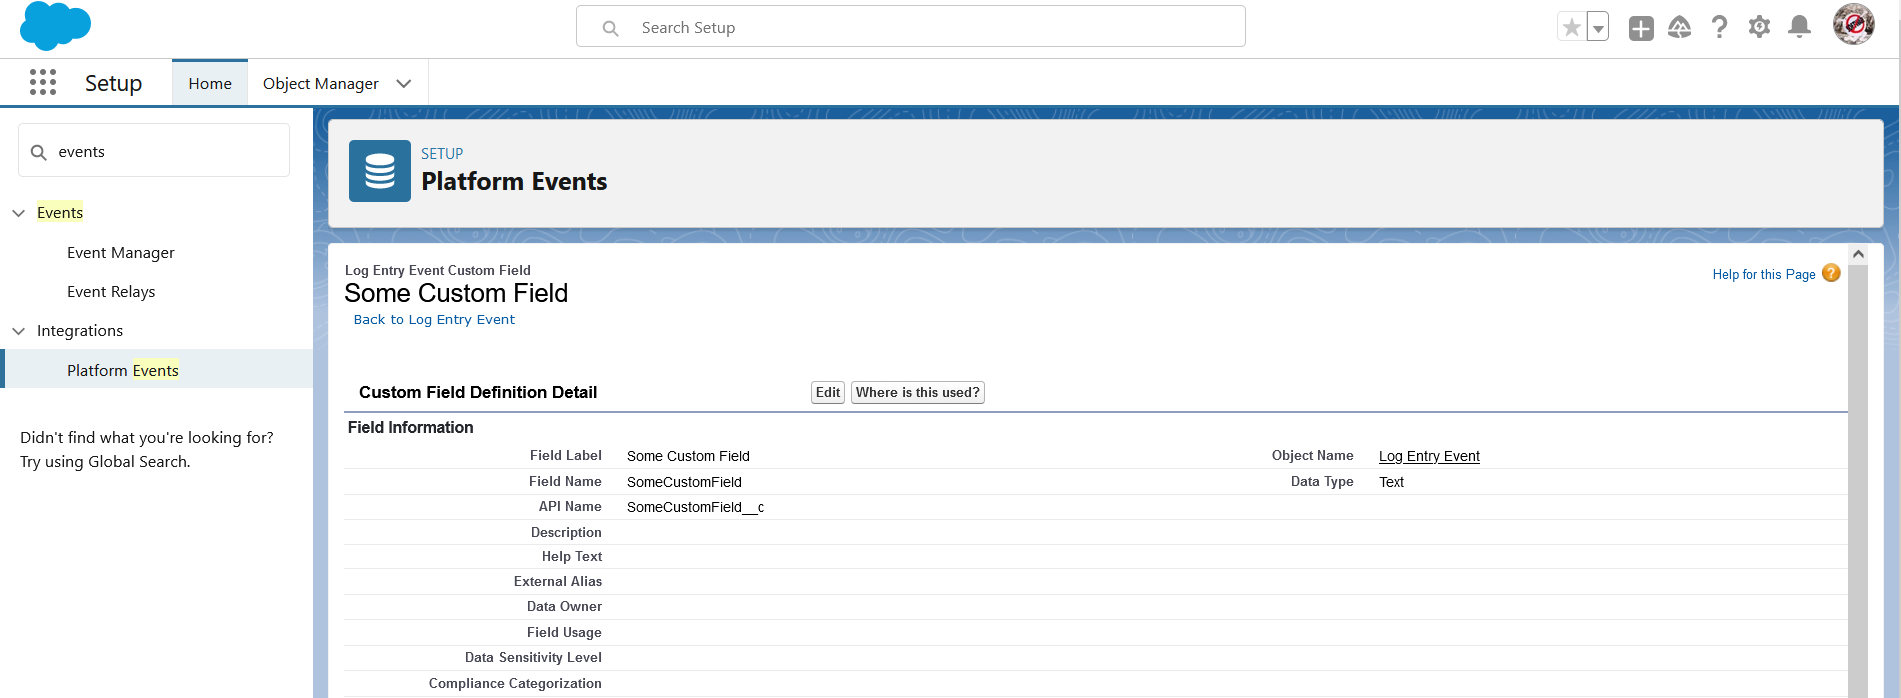 Search Setup
Setup
Home
Object Manager
events
Events
Event Manager
Event Relays
Integrations
Platform Events
Didn't find what you're looking for?
Try using Global Search.
SETUP
Platform Events
Log Entry Event Custom Field
Some Custom Field
Back to Log Entry Event
Help for this Page ?
Custom Field Definition Detail
Edit
Where is this used?
Field Information
Field Label Some Custom Field Object Name Log Entry Event
Field Name SomeCustomField Data Type Text
API Name SomeCustomField__c
Description
Help Text
External Alias
Data Owner
Field Usage
Data Sensitivity Level
Compliance Categorization